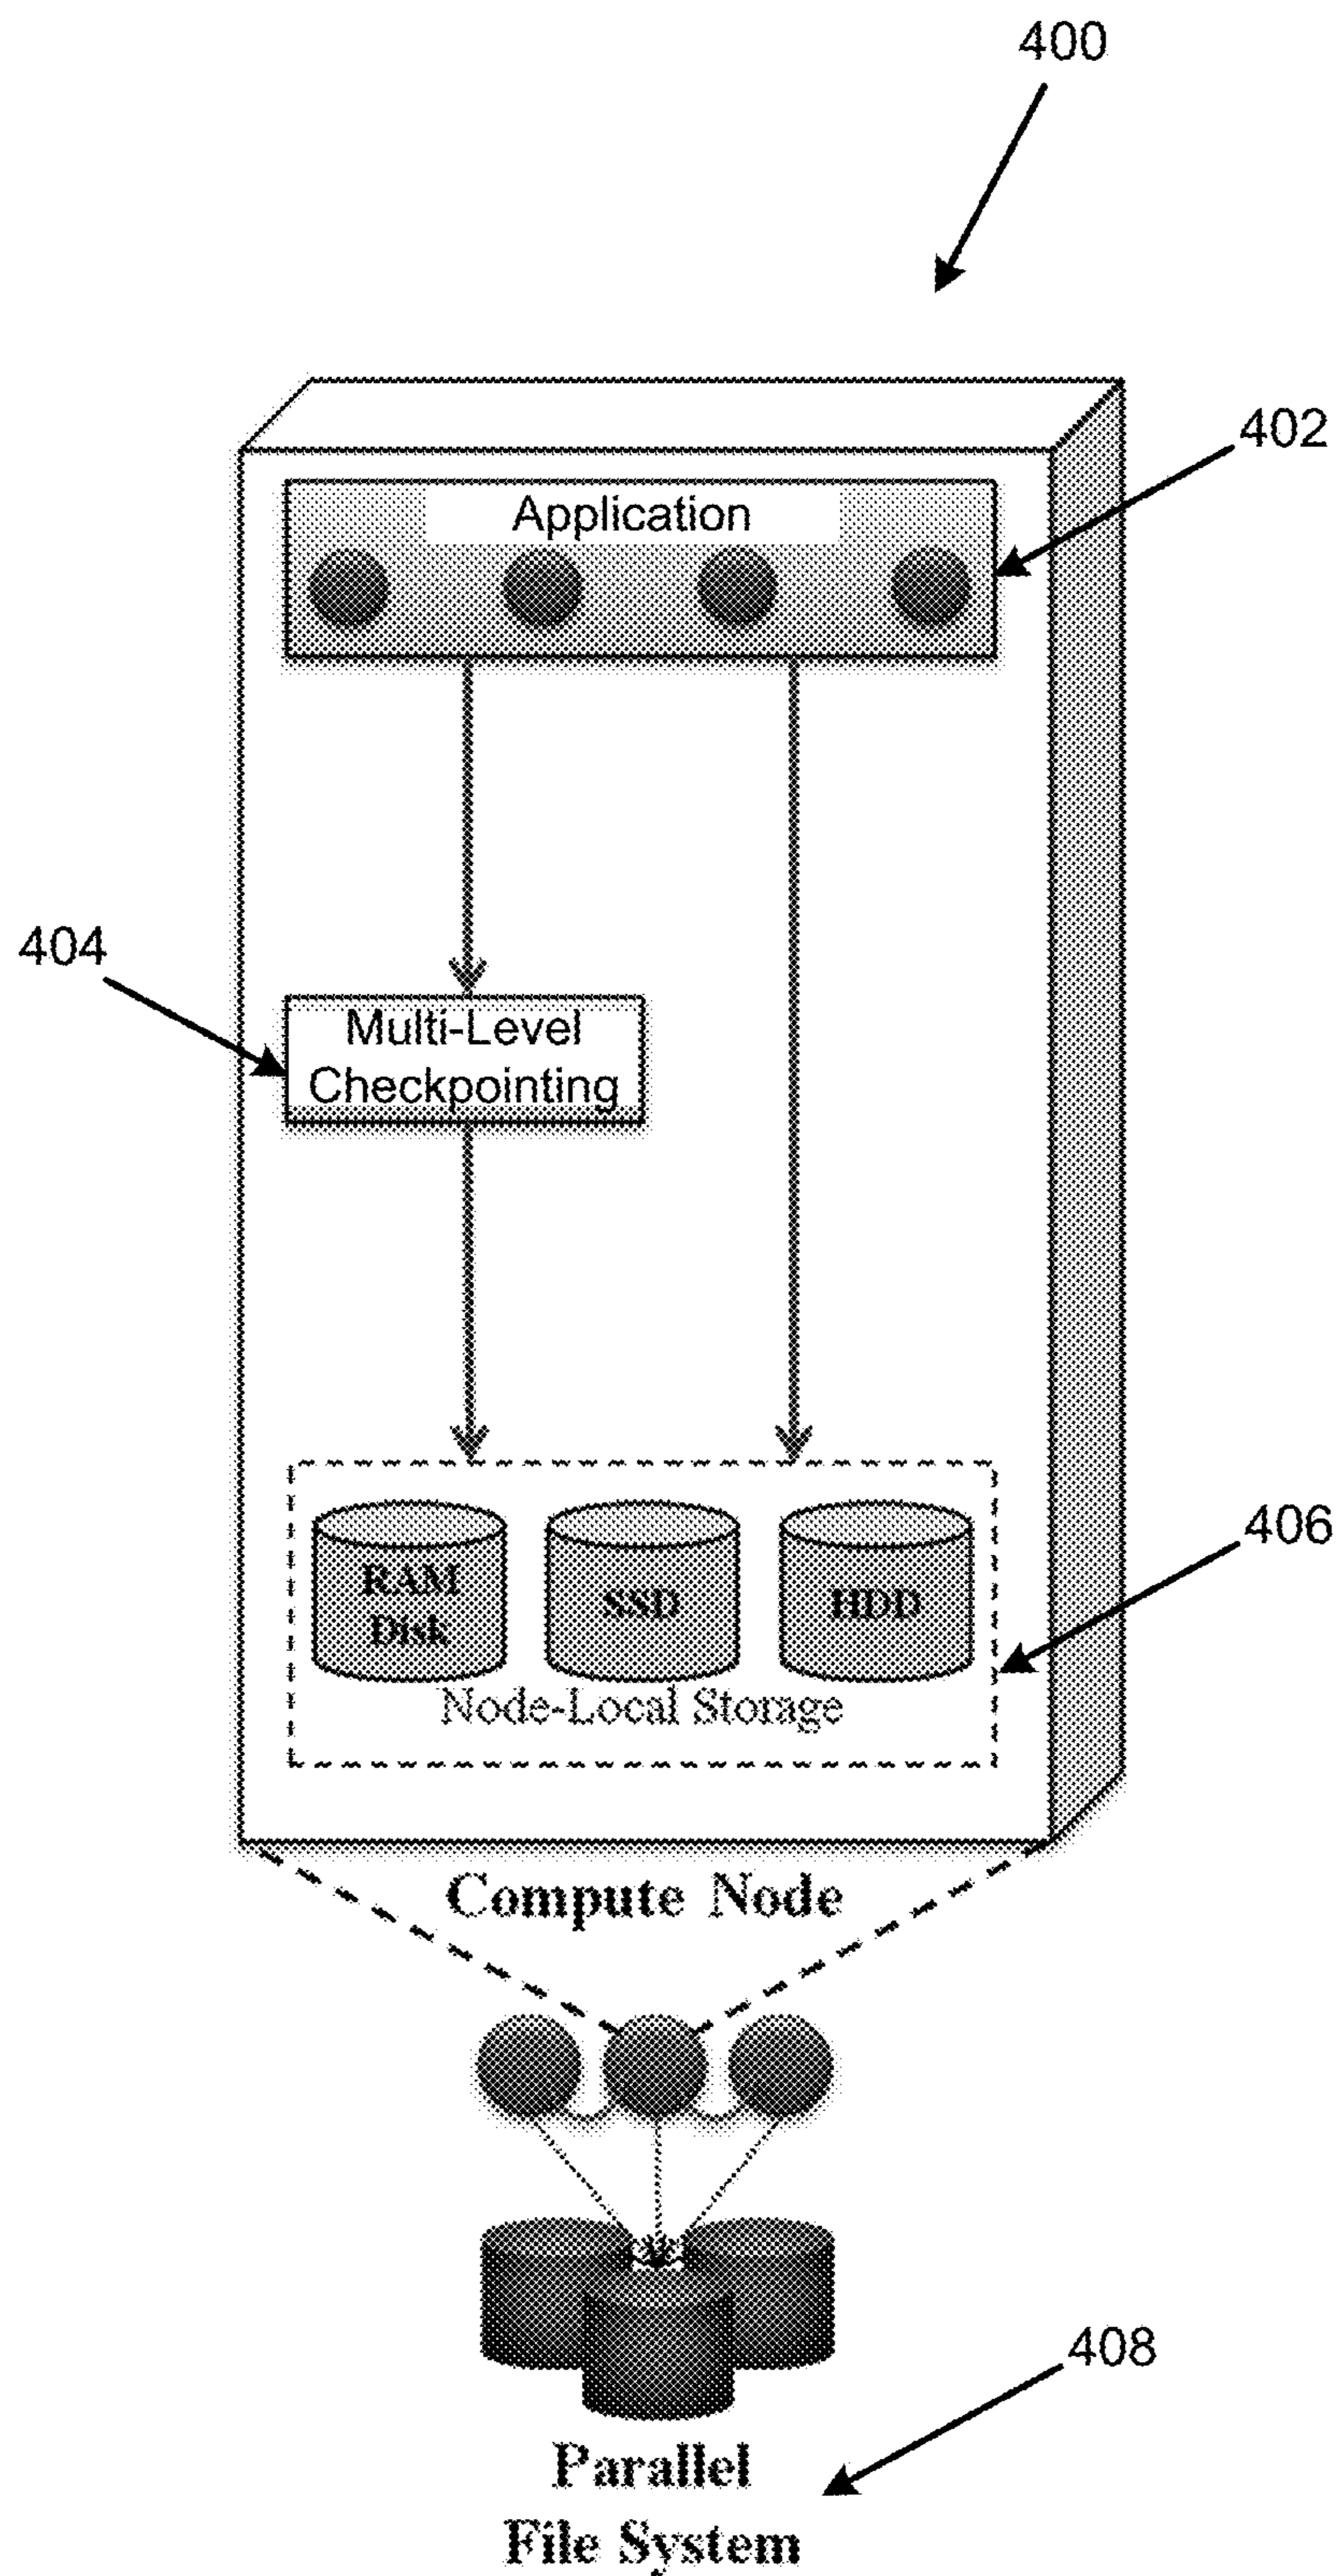 400
402
Application
404
Multi-Level
Checkpointing
406
RAM
Disk
SSD
HDD
Node-Local Storage
Compute Node
408
Parallel
File System